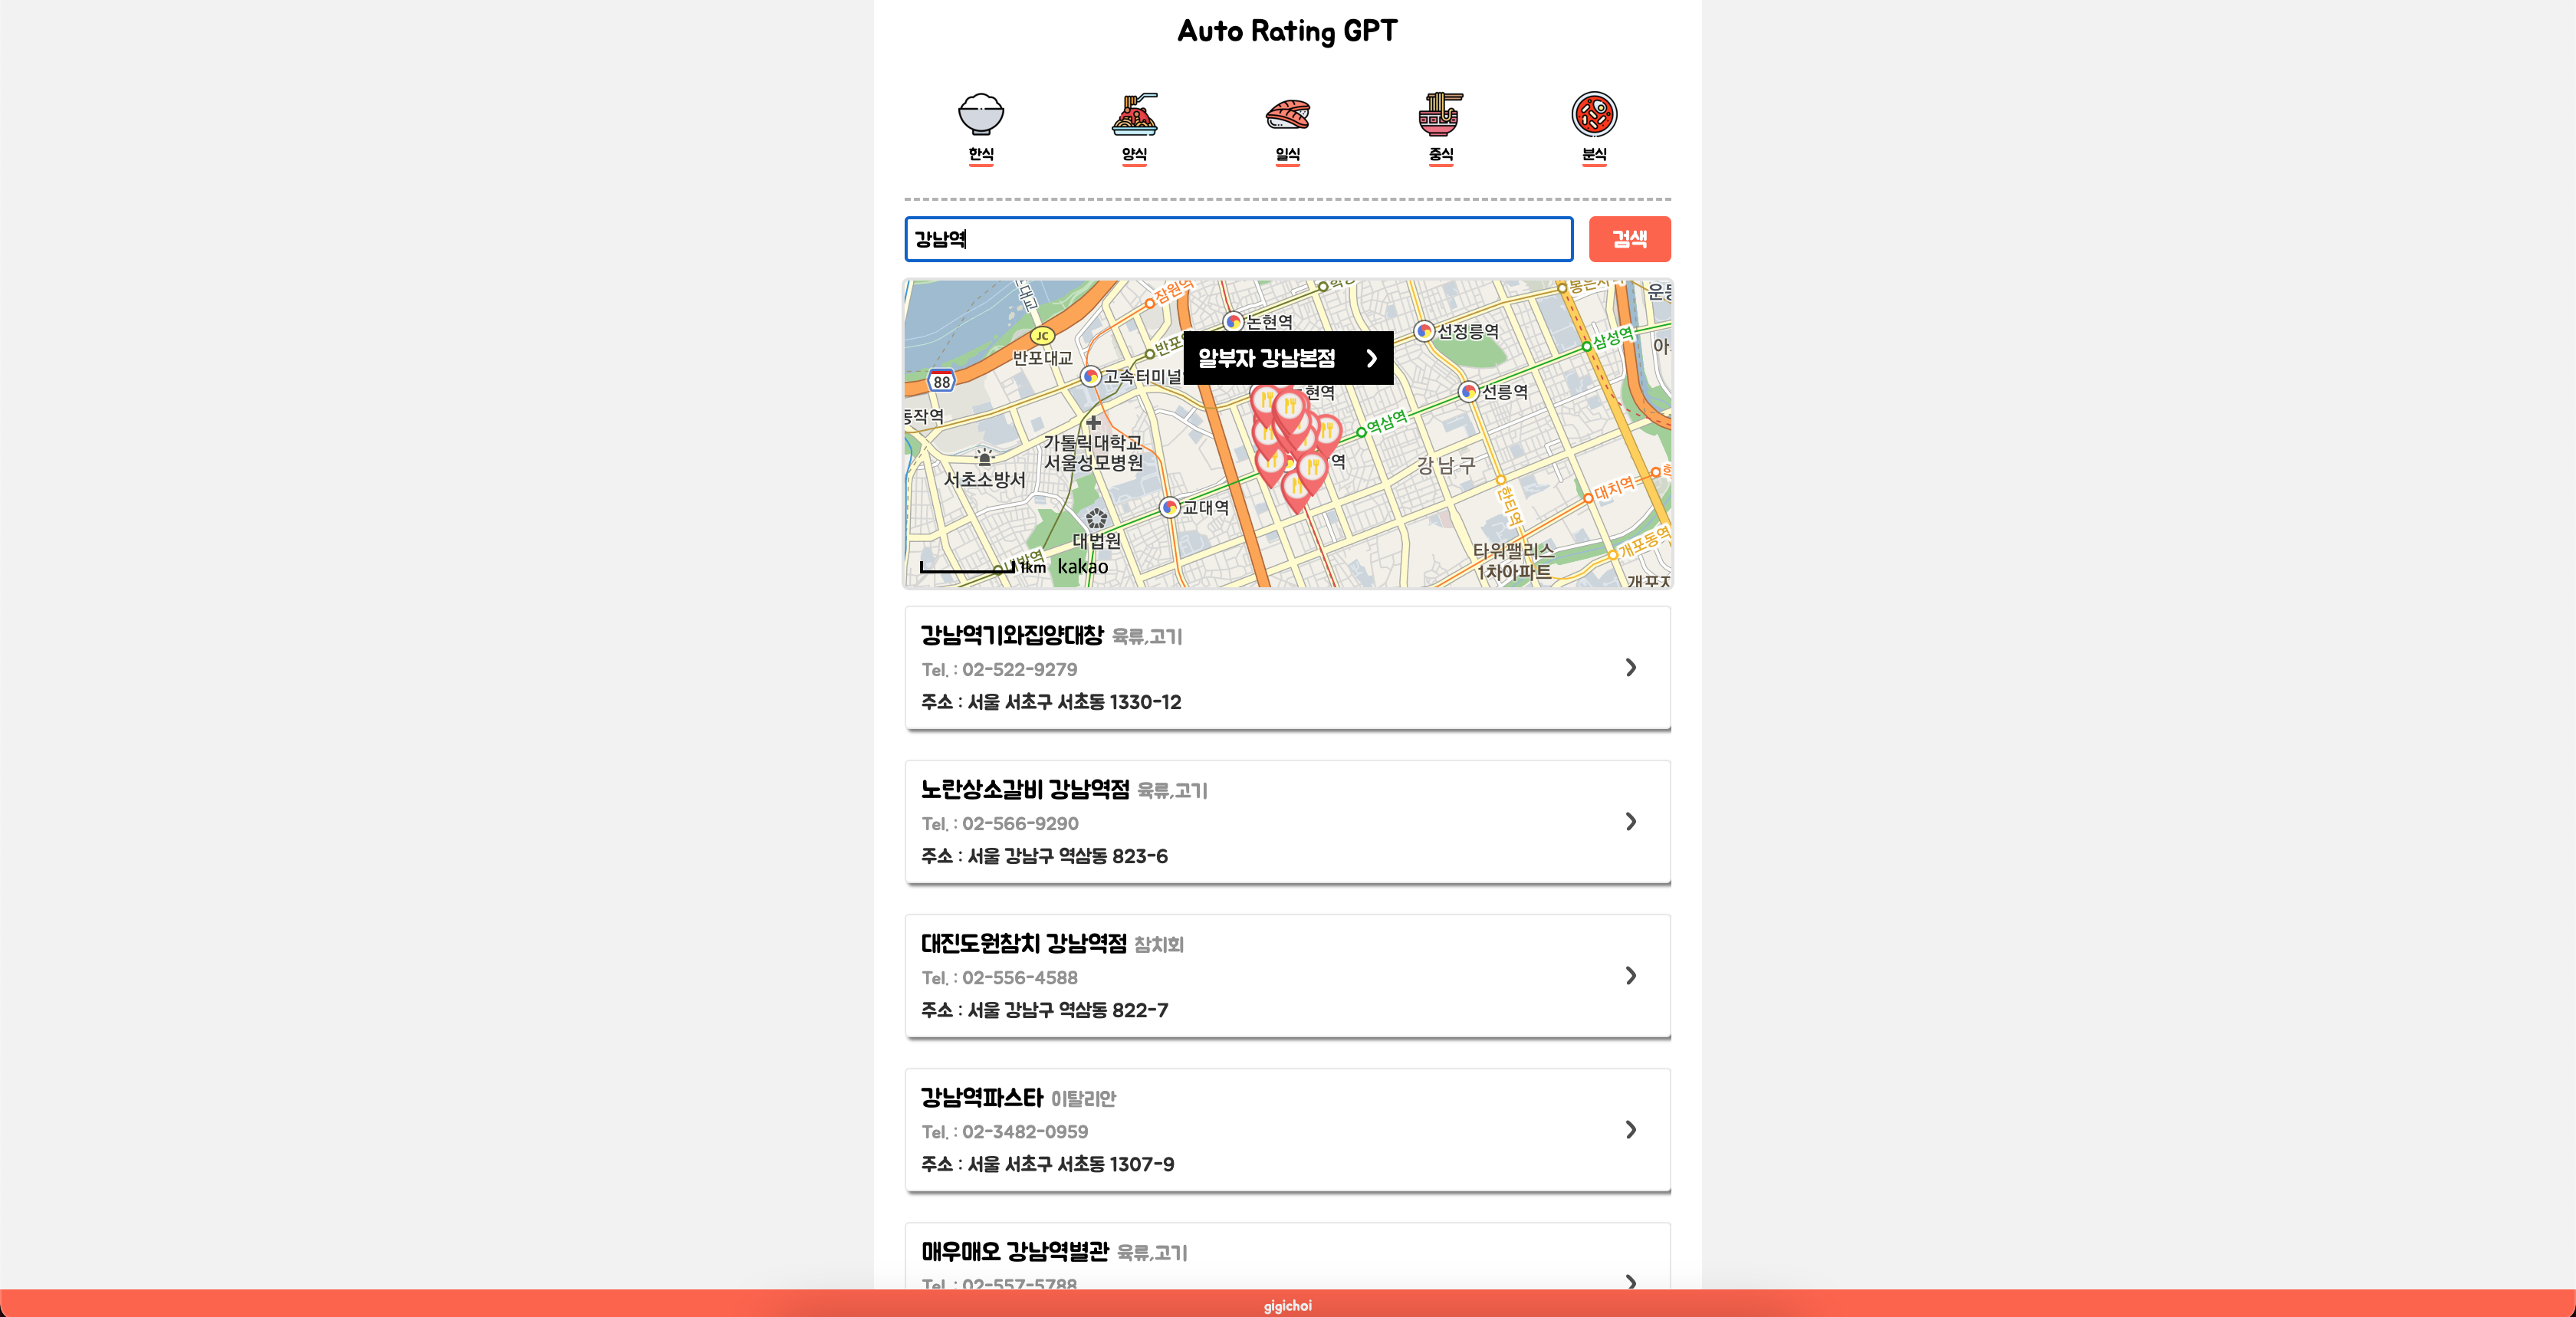 Auto Rating GPT
한식
양식
일식
중식
분식
강남역
검색
잠원역
논현역
선정릉역
삼성역
JC
반포대교
알부자 강남본점
88
고속터미널
현역
선릉역
동작역
역삼역
가톨릭대학교
서울성모병원
역
강남구
서초소방서
대치역
한티역
교대역
대법원
개포동역
타워팰리스
1차아파트
1km
kakao
강남역기와집양대창 육류,고기
Tel. : 02-522-9279
주소 : 서울 서초구 서초동 1330-12
노란상소갈비 강남역점 육류,고기
Tel. : 02-566-9290
주소 : 서울 강남구 역삼동 823-6
대진도원참치 강남역점 참치회
Tel. : 02-556-4588
주소 : 서울 강남구 역삼동 822-7
강남역파스타 이탈리안
Tel. : 02-3482-0959
주소 : 서울 서초구 서초동 1307-9
매우매오 강남역별관 육류,고기
Tel. : 02-557-5788
gigichoi